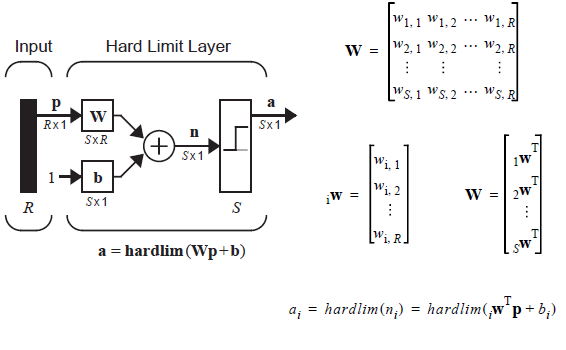 Input Hard Limit Layer
p W a
R x 1 S x R n S x 1
1 b S x 1
R S x 1 S
a = hardlim(Wp+b)
W =
w1, 1 w1, 2 ⋯ w1, R
w2, 1 w2, 2 ⋯ w2, R
⋮ ⋮ ⋮
wS, 1 wS, 2 ⋯ wS, R
iw =
wi, 1
wi, 2
⋮
wi, R
W =
1wT
2wT
⋮
SwT
ai = hardlim(ni) = hardlim(iwTp + bi)